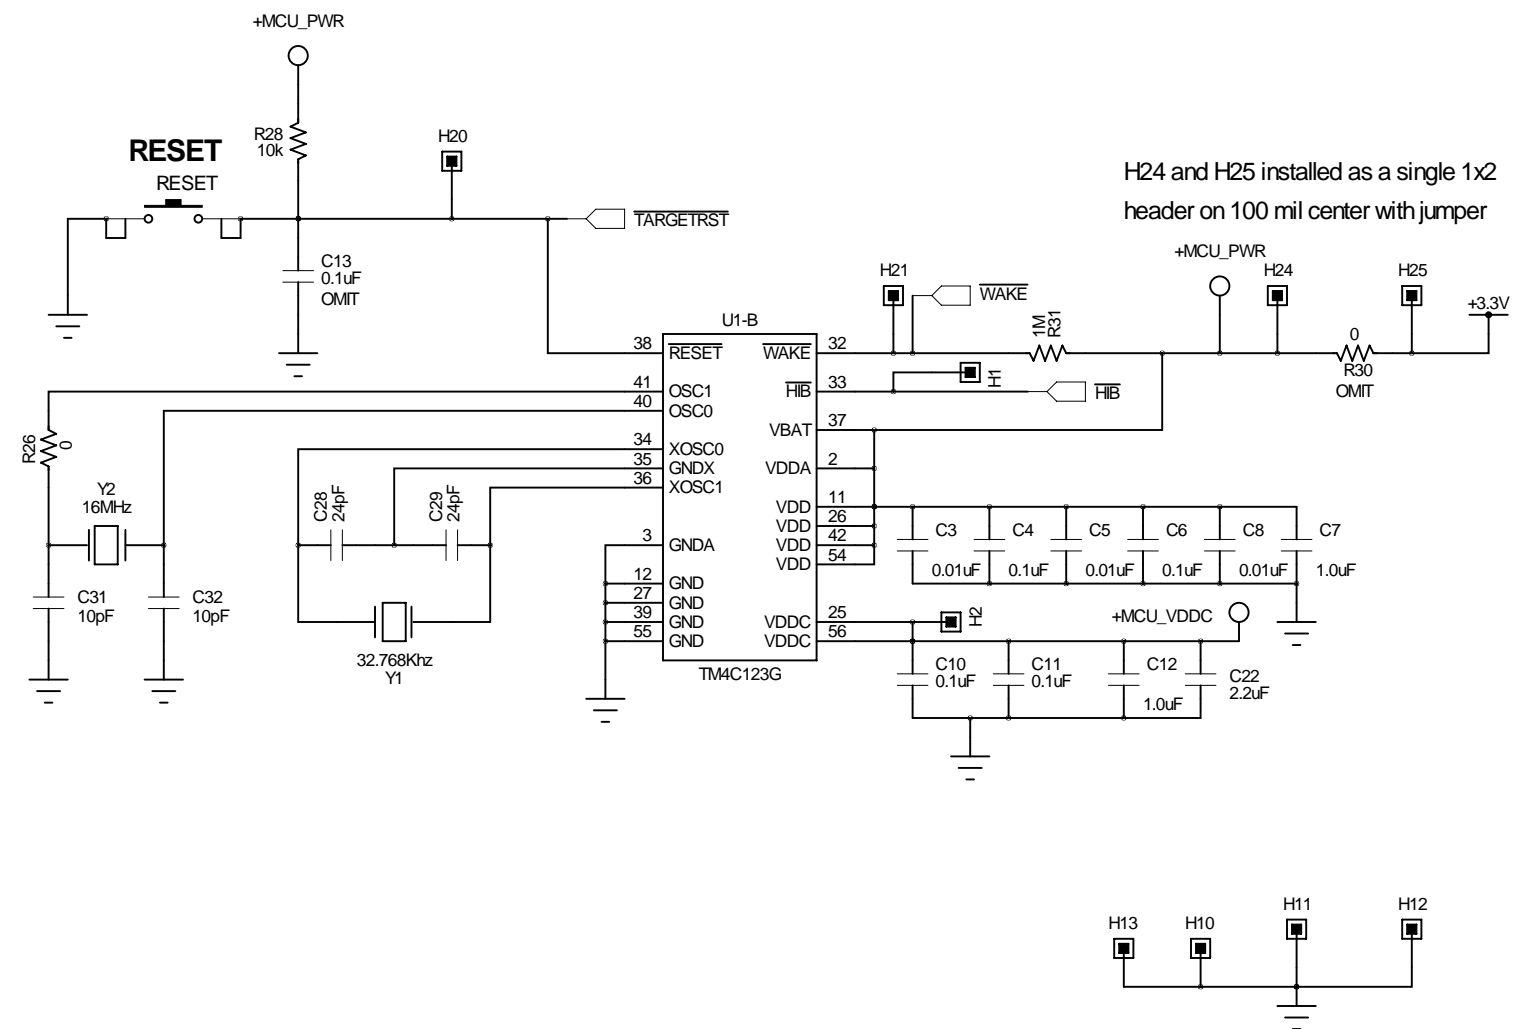 +MCU_PWR
R28
10k
H20
RESET
RESET
TARGETRST
C13
0.1uF
OMIT
H24 and H25 installed as a single 1x2
header on 100 mil center with jumper
+MCU_PWR
H21
H24
H25
WAKE
+3.3V
1M
R31
0
R30
OMIT
H1
HIB
U1-B
38 RESET
41 OSC1
40 OSC0
34 XOSC0
35 GNDX
36 XOSC1
3 GNDA
12 GND
27 GND
39 GND
55 GND
WAKE 32
HIB 33
VBAT 37
VDDA 2
VDD 11
VDD 26
VDD 42
VDD 54
VDDC 25
VDDC 56
TM4C123G
R26
0
Y2
16MHz
C31
10pF
C32
10pF
C28
24pF
C29
24pF
32.768Khz
Y1
C3
0.01uF
C4
0.1uF
C5
0.01uF
C6
0.1uF
C8
0.01uF
C7
1.0uF
H2
+MCU_VDDC
C10
0.1uF
C11
0.1uF
C12
1.0uF
C22
2.2uF
H13
H10
H11
H12